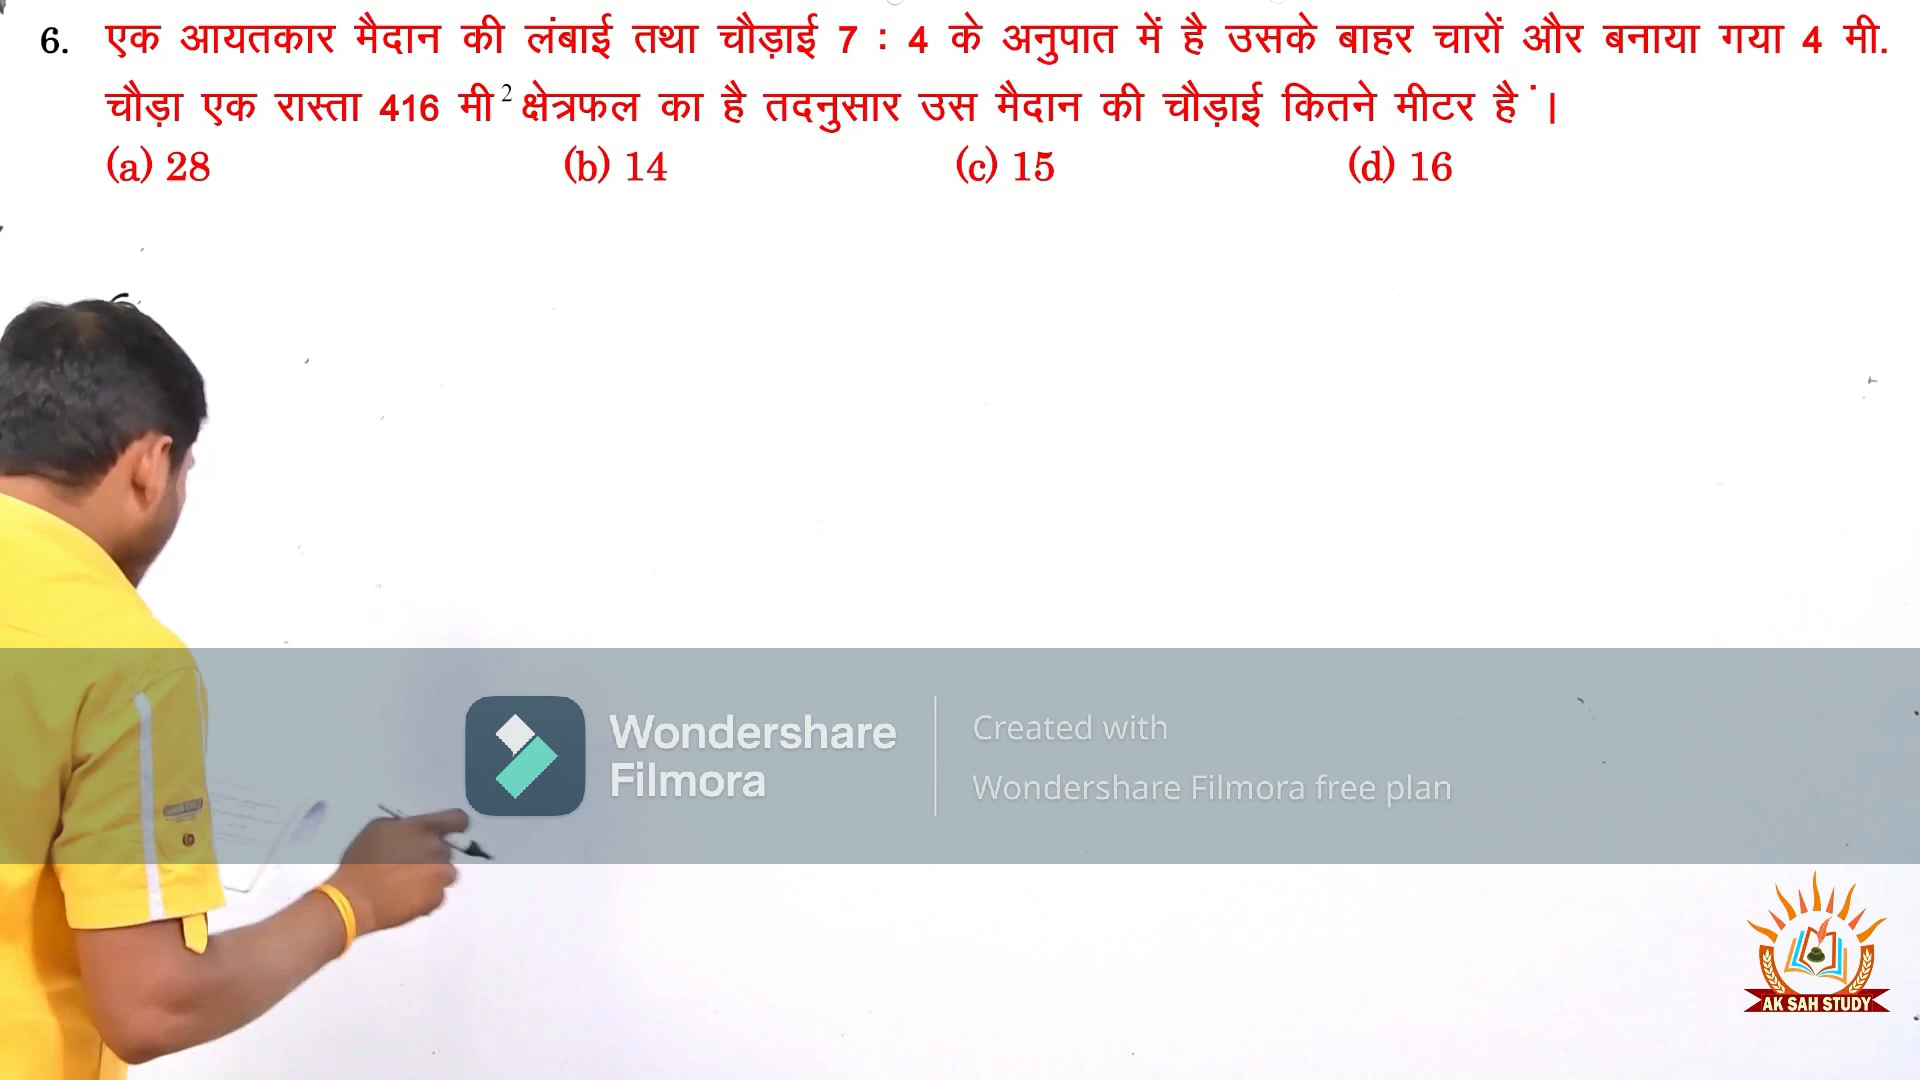 6. एक आयतकार मैदान की लंबाई तथा चौड़ाई 7 : 4 के अनुपात में है उसके बाहर चारों और बनाया गया 4 मी.
चौड़ा एक रास्ता 416 मी² क्षेत्रफल का है तदनुसार उस मैदान की चौड़ाई कितने मीटर है ं।
(a) 28 (b) 14 (c) 15 (d) 16
Wondershare
Filmora
Created with
Wondershare Filmora free plan
AK SAH STUDY